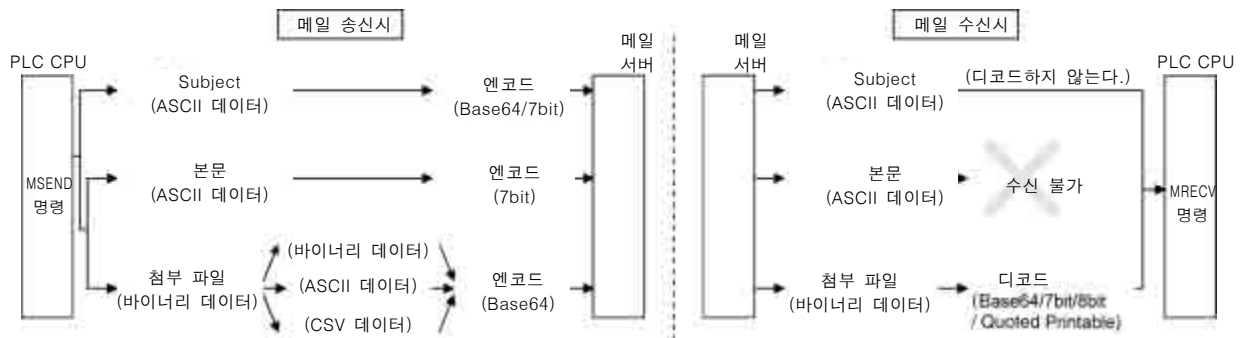 메일 송신시
PLC CPU
MSEND
명령
Subject
(ASCII 데이터)
엔코드
(Base64/7bit)
본문
(ASCII 데이터)
엔코드
(7bit)
첨부 파일
(바이너리 데이터)
(바이너리 데이터)
(ASCII 데이터)
(CSV 데이터)
엔코드
(Base64)
메일
서버
메일 수신시
메일
서버
Subject
(ASCII 데이터)
(디코드하지 않는다.)
본문
(ASCII 데이터)
수신 불가
첨부 파일
(바이너리 데이터)
디코드
(Base64/7bit/8bit
/ Quoted Printable)
PLC CPU
MRECV
명령